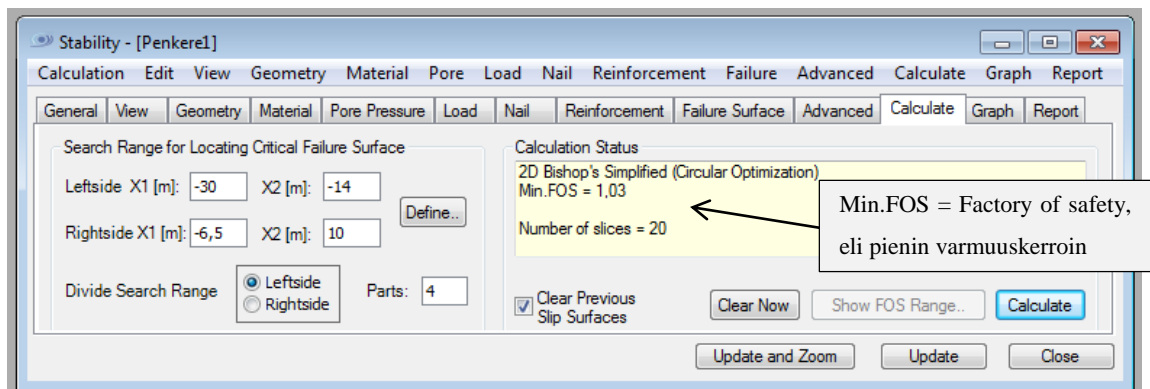 Stability - [Penkere1]
Calculation Edit View Geometry Material Pore Load Nail Reinforcement Failure Advanced Calculate Graph Report
General View Geometry Material Pore Pressure Load Nail Reinforcement Failure Surface Advanced Calculate Graph Report
Search Range for Locating Critical Failure Surface
Leftside X1 [m]: -30 X2 [m]: -14
Define..
Rightside X1 [m]: -6,5 X2 [m]: 10
Divide Search Range
Leftside
Rightside
Parts: 4
Calculation Status
2D Bishop's Simplified (Circular Optimization)
Min.FOS = 1,03
Number of slices = 20
Min.FOS = Factory of safety,
eli pienin varmuuskerroin
Clear Previous
Slip Surfaces
Clear Now Show FOS Range.. Calculate
Update and Zoom Update Close